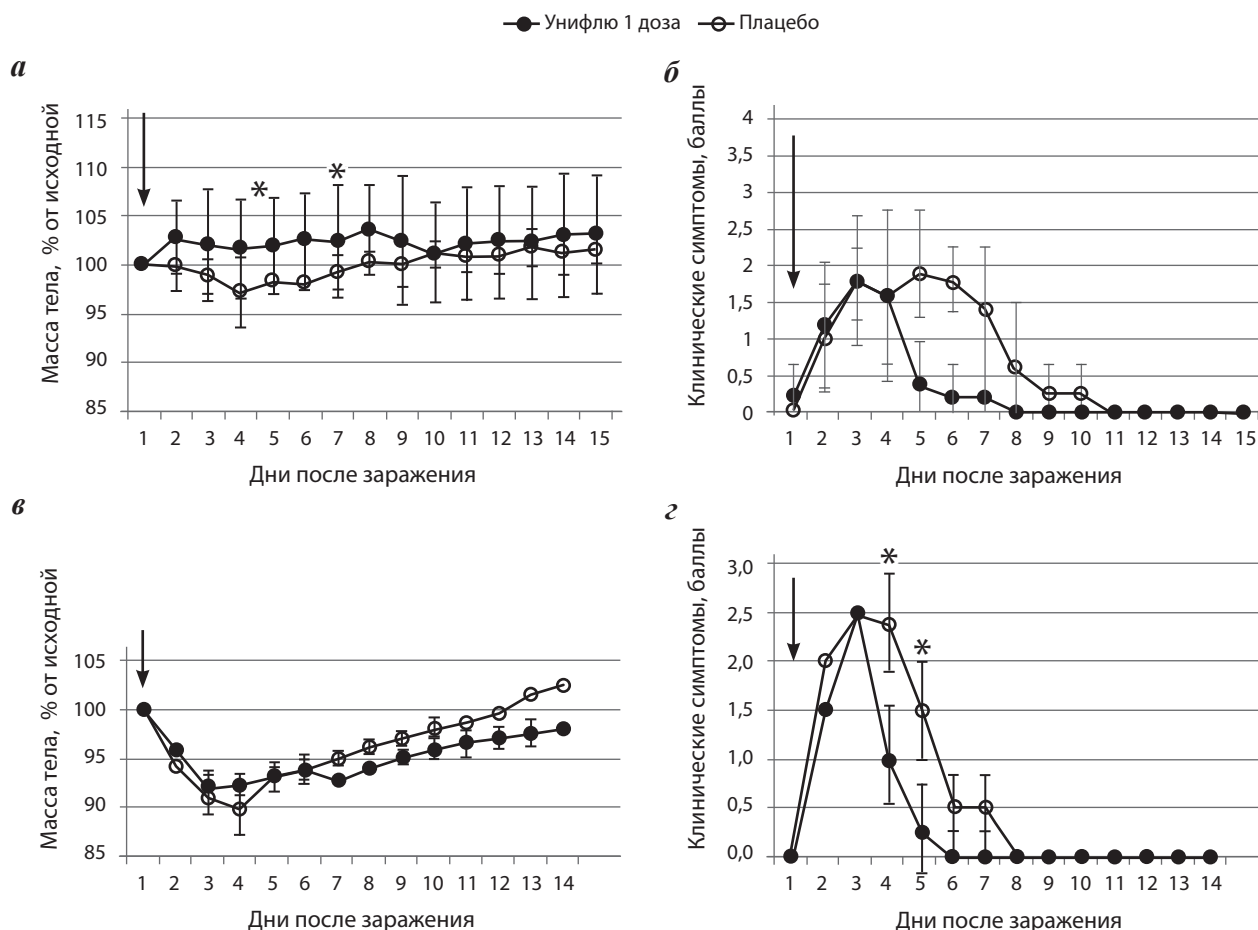 Унифлю 1 доза Плацебо
а
Масса тела, % от исходной
115
110
105
100
95
90
85
*
*
1 2 3 4 5 6 7 8 9 10 11 12 13 14 15
Дни после заражения
б
Клинические симптомы, баллы
4
3,5
3
2,5
2
1,5
1
0,5
0
1 2 3 4 5 6 7 8 9 10 11 12 13 14 15
Дни после заражения
в
Масса тела, % от исходной
105
100
95
90
85
1 2 3 4 5 6 7 8 9 10 11 12 13 14
Дни после заражения
г
Клинические симптомы, баллы
3,0
2,5
2,0
1,5
1,0
0,5
0,0
*
*
1 2 3 4 5 6 7 8 9 10 11 12 13 14
Дни после заражения